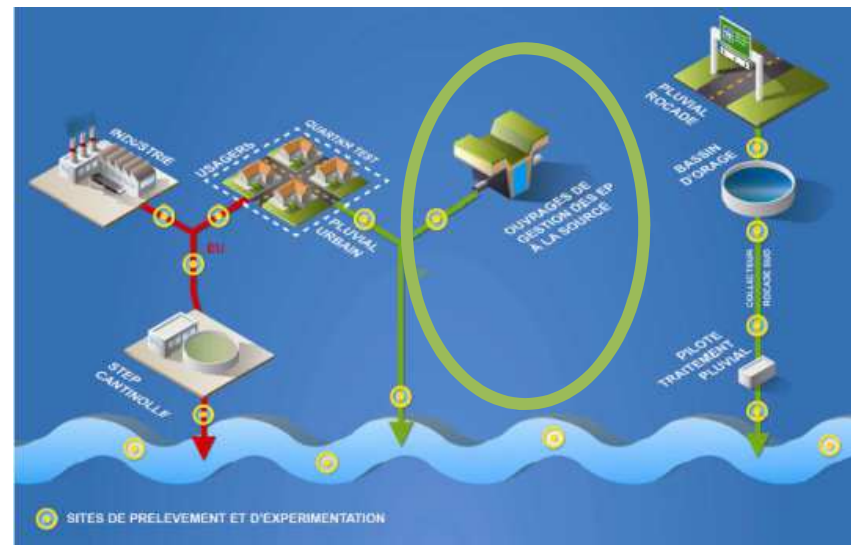 INDUSTRIE
USAGERS
QUARTIER TEST
PLUVIAL
URBAIN
EU
STEP
CANTINOLLE
OUVRAGES DE
GESTION DES EP
À LA SOURCE
PLUVIAL
ROCADE
BASSIN
D'ORAGE
COLLECTEUR
ROCADE SUD
PILOTE
TRAITEMENT
PLUVIAL
SITES DE PRELEVEMENT ET D'EXPERIMENTATION